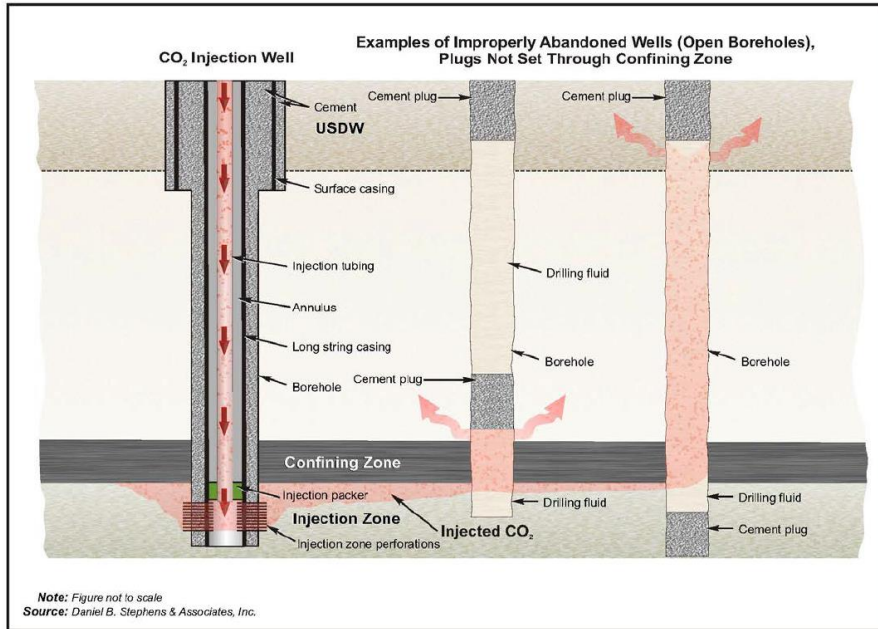 Examples of Improperly Abandoned Wells (Open Boreholes),
Plugs Not Set Through Confining Zone
CO₂ Injection Well
Cement plug
Cement plug
Cement
USDW
Surface casing
Injection tubing
Drilling fluid
Annulus
Long string casing
Borehole
Borehole
Cement plug
Borehole
Confining Zone
Injection packer
Drilling fluid
Drilling fluid
Injection Zone
Injected CO₂
Cement plug
Injection zone perforations
Note: Figure not to scale
Source: Daniel B. Stephens & Associates, Inc.